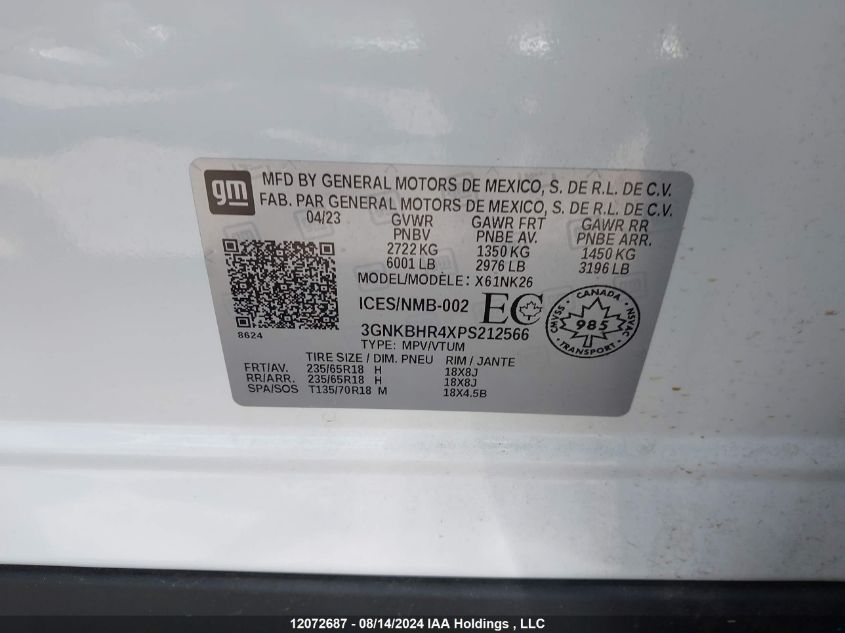 gm
MFD BY GENERAL MOTORS DE MEXICO, S. DE R.L. DE C.V.
FAB. PAR GENERAL MOTORS DE MEXICO, S. DE R.L. DE C.V.
04/23 GVWR GAWR FRT GAWR RR
PNBV PNBE AV. PNBE ARR.
2722 KG 1350 KG 1450 KG
6001 LB 2976 LB 3196 LB
MODEL/MODÈLE: X61NK26
ICES/NMB-002 EC
CANADA
CMVSS 985 NSVAC
TRANSPORT
8624
3GNKBHR4XPS212566
TYPE: MPV/VTUM
TIRE SIZE / DIM. PNEU RIM / JANTE
FRT/AV. 235/65R18 H 18X8J
RR/ARR. 235/65R18 H 18X8J
SPA/SOS T135/70R18 M 18X4.5B
12072687 - 08/14/2024 IAA Holdings , LLC